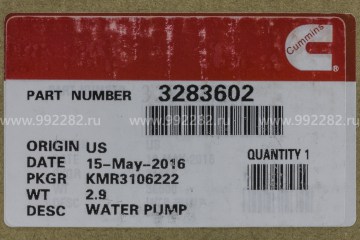 Cummins
®
PART NUMBER 3283602
www.992282.ru www.992282.ru www.992282.ru
ORIGIN US
DATE 15-May-2016 QUANTITY 1
PKGR KMR3106222
WT 2.9
DESC WATER PUMP